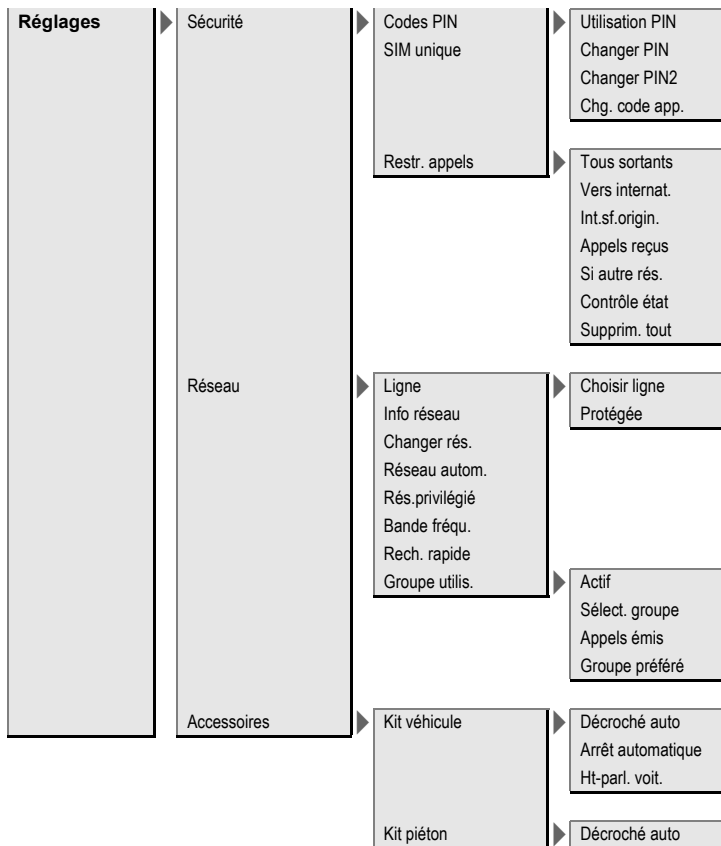 Réglages
Sécurité
Codes PIN
Utilisation PIN
Changer PIN
Changer PIN2
Chg. code app.
SIM unique
Restr. appels
Tous sortants
Vers internat.
Int.sf.origin.
Appels reçus
Si autre rés.
Contrôle état
Supprim. tout
Réseau
Ligne
Choisir ligne
Protégée
Info réseau
Changer rés.
Réseau autom.
Rés.privilégié
Bande fréqu.
Rech. rapide
Groupe utilis.
Actif
Sélect. groupe
Appels émis
Groupe préféré
Accessoires
Kit véhicule
Décroché auto
Arrêt automatique
Ht-parl. voit.
Kit piéton
Décroché auto